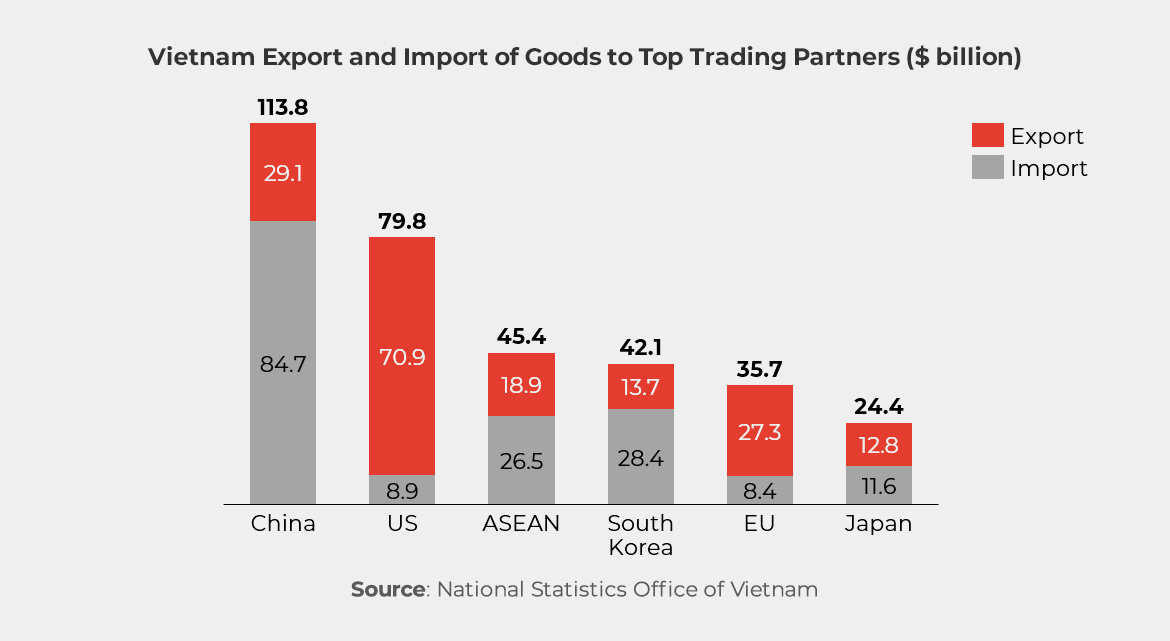 Vietnam Export and Import of Goods to Top Trading Partners ($ billion)
Export
Import
113.8
29.1
84.7
79.8
70.9
8.9
45.4
18.9
26.5
42.1
13.7
28.4
35.7
27.3
8.4
24.4
12.8
11.6
China
US
ASEAN
South
Korea
EU
Japan
Source: National Statistics Office of Vietnam